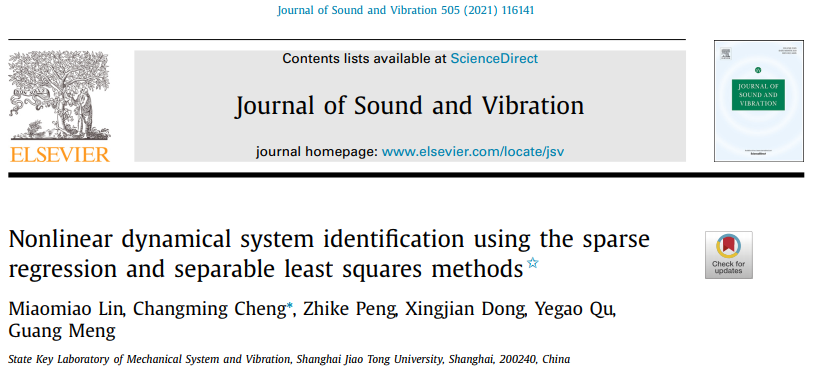 Journal of Sound and Vibration 505 (2021) 116141
Contents lists available at ScienceDirect
Journal of Sound and Vibration
journal homepage: www.elsevier.com/locate/jsv
ELSEVIER
JOURNAL OF
SOUND AND
VIBRATION
Nonlinear dynamical system identification using the sparse
regression and separable least squares methods☆
Check for
updates
Miaomiao Lin, Changming Cheng*, Zhike Peng, Xingjian Dong, Yegao Qu,
Guang Meng
State Key Laboratory of Mechanical System and Vibration, Shanghai Jiao Tong University, Shanghai, 200240, China